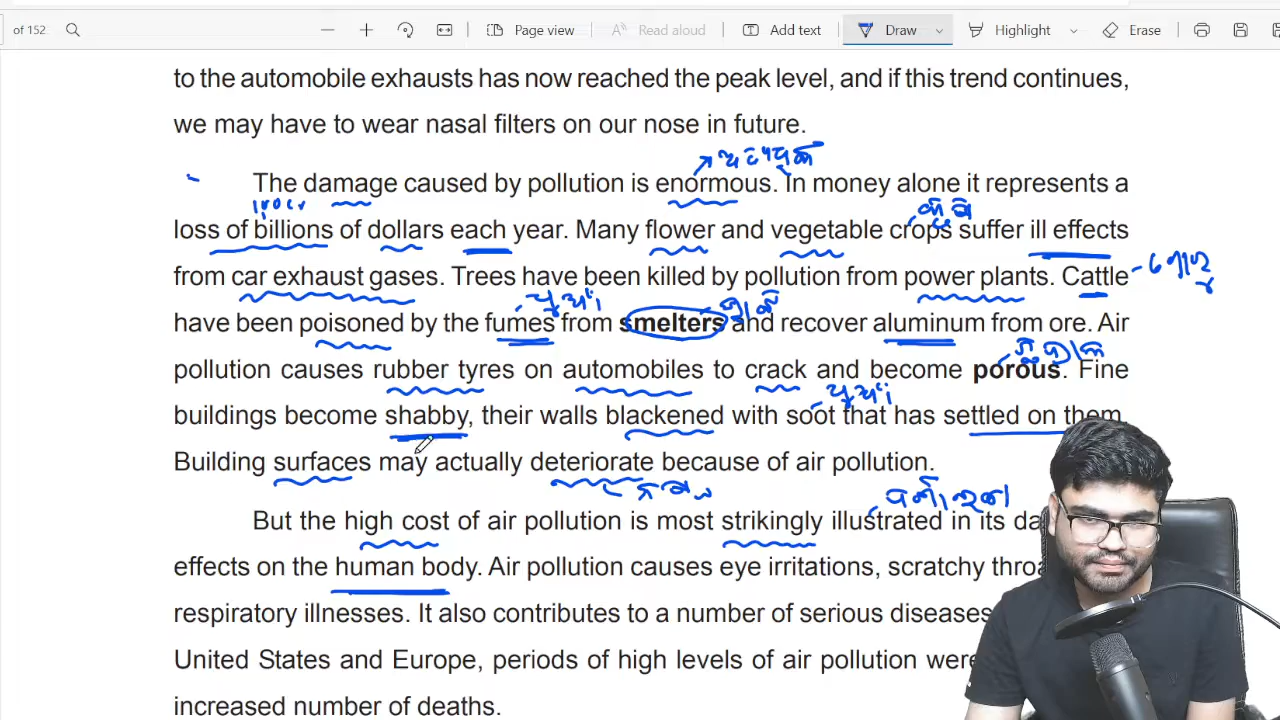 of 152
Page view
Read aloud
Add text
Draw
Highlight
Erase
to the automobile exhausts has now reached the peak level, and if this trend continues,
we may have to wear nasal filters on our nose in future.
The damage caused by pollution is enormous. In money alone it represents a
loss of billions of dollars each year. Many flower and vegetable crops suffer ill effects
from car exhaust gases. Trees have been killed by pollution from power plants. Cattle
have been poisoned by the fumes from smelters and recover aluminum from ore. Air
pollution causes rubber tyres on automobiles to crack and become porous. Fine
buildings become shabby, their walls blackened with soot that has settled on them.
Building surfaces may actually deteriorate because of air pollution.
But the high cost of air pollution is most strikingly illustrated in its
effects on the human body. Air pollution causes eye irritations, scratchy
respiratory illnesses. It also contributes to a number of serious diseases
United States and Europe, periods of high levels of air pollution were
increased number of deaths.